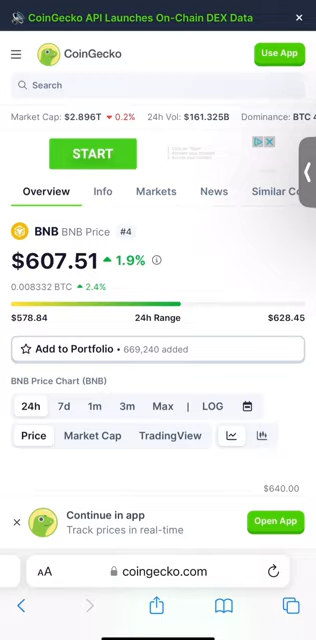 CoinGecko API Launches On-Chain DEX Data
CoinGecko
Use App
Search
Market Cap: $2.896T 0.2% 24h Vol: $161.325B Dominance: BTC 4
START
Overview Info Markets News Similar Co
BNB BNB Price #4
$607.51 1.9%
0.008332 BTC 2.4%
$578.84 24h Range $628.45
Add to Portfolio • 669,240 added
BNB Price Chart (BNB)
24h 7d 1m 3m Max | LOG
Price Market Cap TradingView
$640.00
Continue in app
Track prices in real-time
Open App
AA coingecko.com